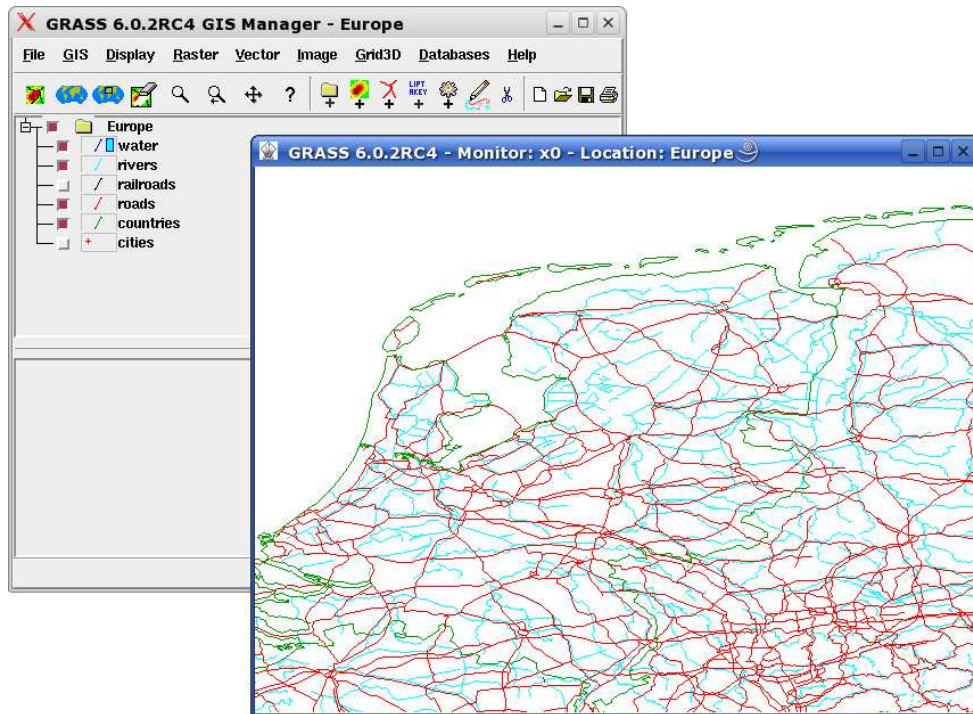 GRASS 6.0.2RC4 GIS Manager - Europe
File GIS Display Raster Vector Image Grid3D Databases Help
Europe
water
rivers
railroads
roads
countries
cities
GRASS 6.0.2RC4 - Monitor: x0 - Location: Europe